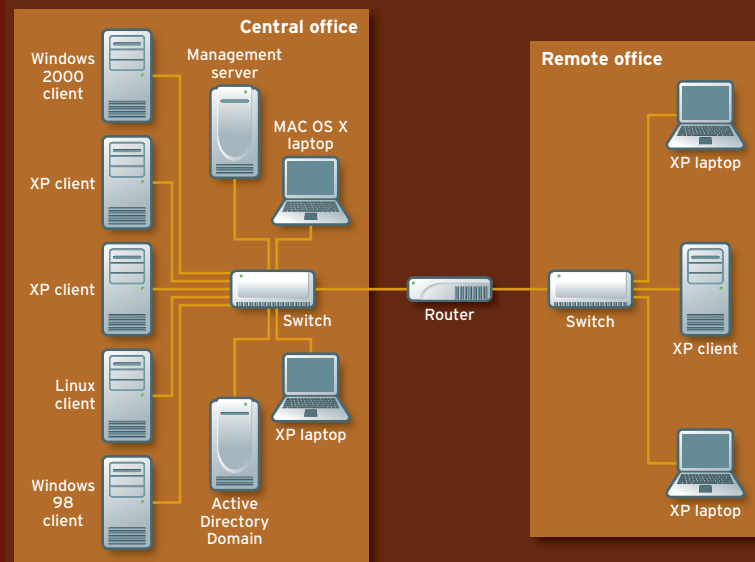 Central office
Windows
2000
client
Management
server
MAC OS X
laptop
XP client
XP client
Switch
Linux
client
XP laptop
Windows
98
client
Active
Directory
Domain
Router
Remote office
XP laptop
Switch
XP client
XP laptop